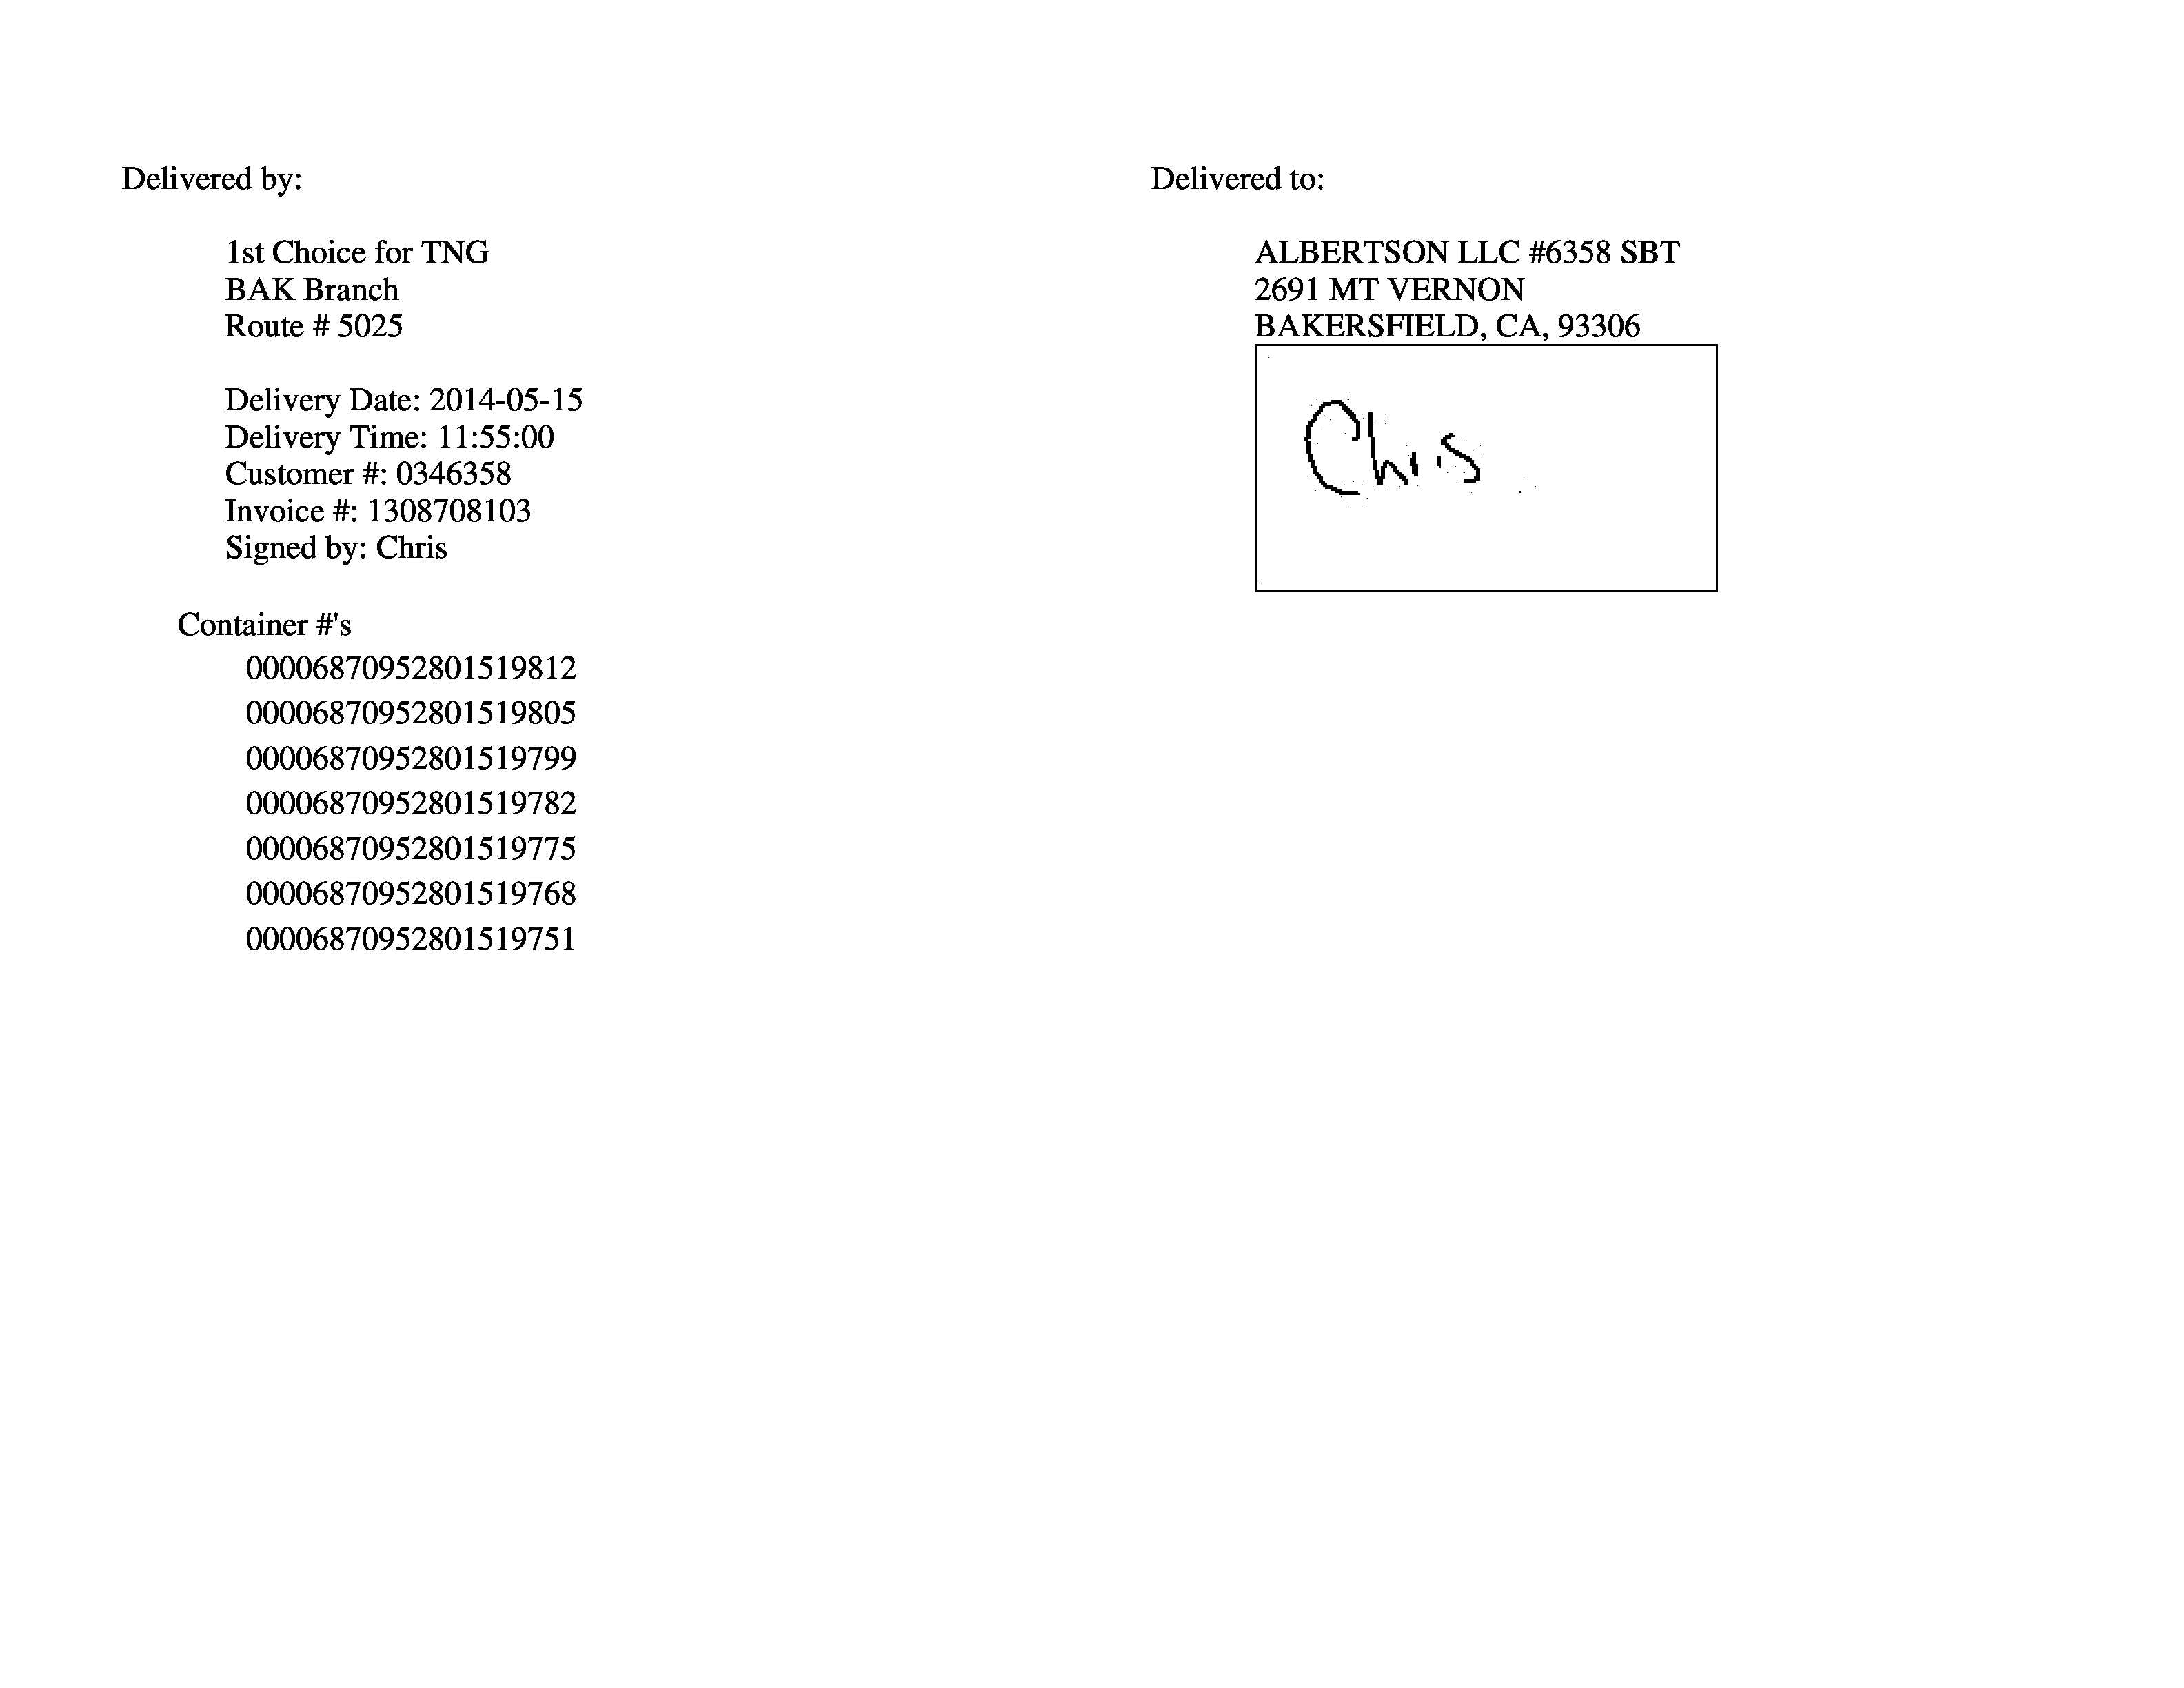 Delivered by:
1st Choice for TNG
BAK Branch
Route # 5025
Delivery Date: 2014-05-15
Delivery Time: 11:55:00
Customer #: 0346358
Invoice #: 1308708103
Signed by: Chris
Container #'s
00006870952801519812
00006870952801519805
00006870952801519799
00006870952801519782
00006870952801519775
00006870952801519768
00006870952801519751
Delivered to:
ALBERTSON LLC #6358 SBT
2691 MT VERNON
BAKERSFIELD, CA, 93306
Chris